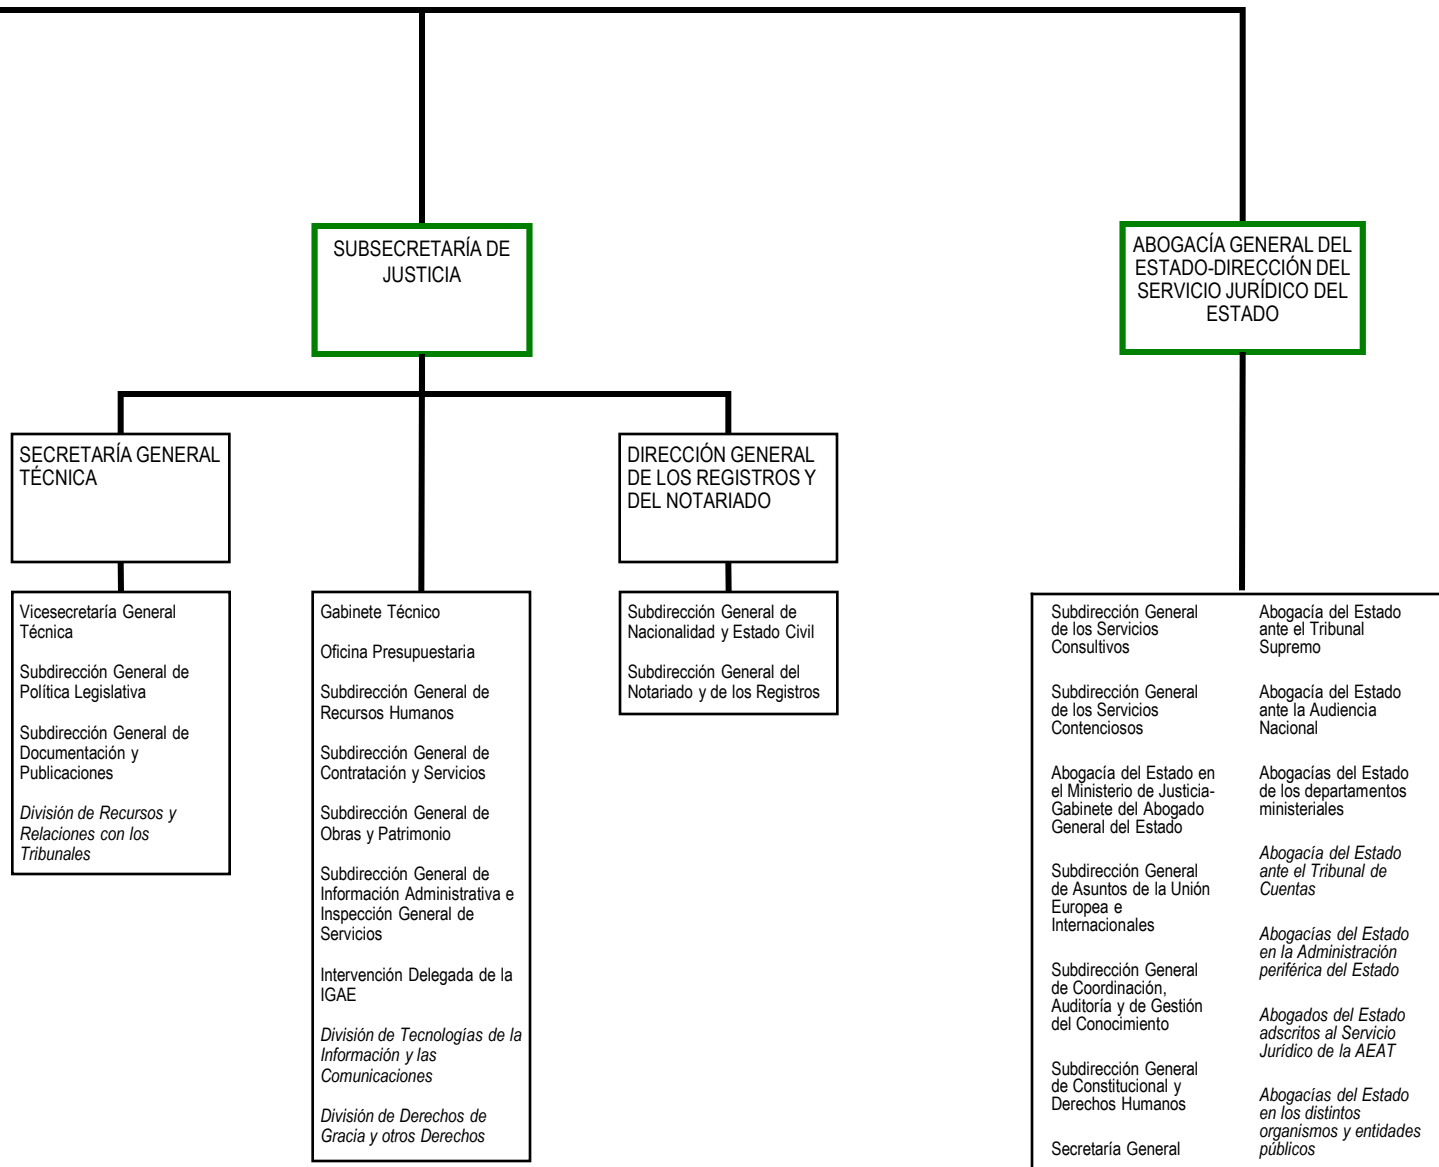 SUBSECRETARÍA DE
JUSTICIA
ABOGACÍA GENERAL DEL
ESTADO-DIRECCIÓN DEL
SERVICIO JURÍDICO DEL
ESTADO
SECRETARÍA GENERAL
TÉCNICA
DIRECCIÓN GENERAL
DE LOS REGISTROS Y
DEL NOTARIADO
Vicesecretaría General
Técnica
Subdirección General de
Política Legislativa
Subdirección General de
Documentación y
Publicaciones
División de Recursos y
Relaciones con los
Tribunales
Gabinete Técnico
Oficina Presupuestaria
Subdirección General de
Recursos Humanos
Subdirección General de
Contratación y Servicios
Subdirección General de
Obras y Patrimonio
Subdirección General de
Información Administrativa e
Inspección General de
Servicios
Intervención Delegada de la
IGAE
División de Tecnologías de la
Información y las
Comunicaciones
División de Derechos de
Gracia y otros Derechos
Subdirección General de
Nacionalidad y Estado Civil
Subdirección General del
Notariado y de los Registros
Subdirección General
de los Servicios
Consultivos
Subdirección General
de los Servicios
Contenciosos
Abogacía del Estado en
el Ministerio de Justicia-
Gabinete del Abogado
General del Estado
Subdirección General
de Asuntos de la Unión
Europea e
Internacionales
Subdirección General
de Coordinación,
Auditoría y de Gestión
del Conocimiento
Subdirección General
de Constitucional y
Derechos Humanos
Secretaría General
Abogacía del Estado
ante el Tribunal
Supremo
Abogacía del Estado
ante la Audiencia
Nacional
Abogacías del Estado
de los departamentos
ministeriales
Abogacía del Estado
ante el Tribunal de
Cuentas
Abogacías del Estado
en la Administración
periférica del Estado
Abogados del Estado
adscritos al Servicio
Jurídico de la AEAT
Abogacías del Estado
en los distintos
organismos y entidades
públicos